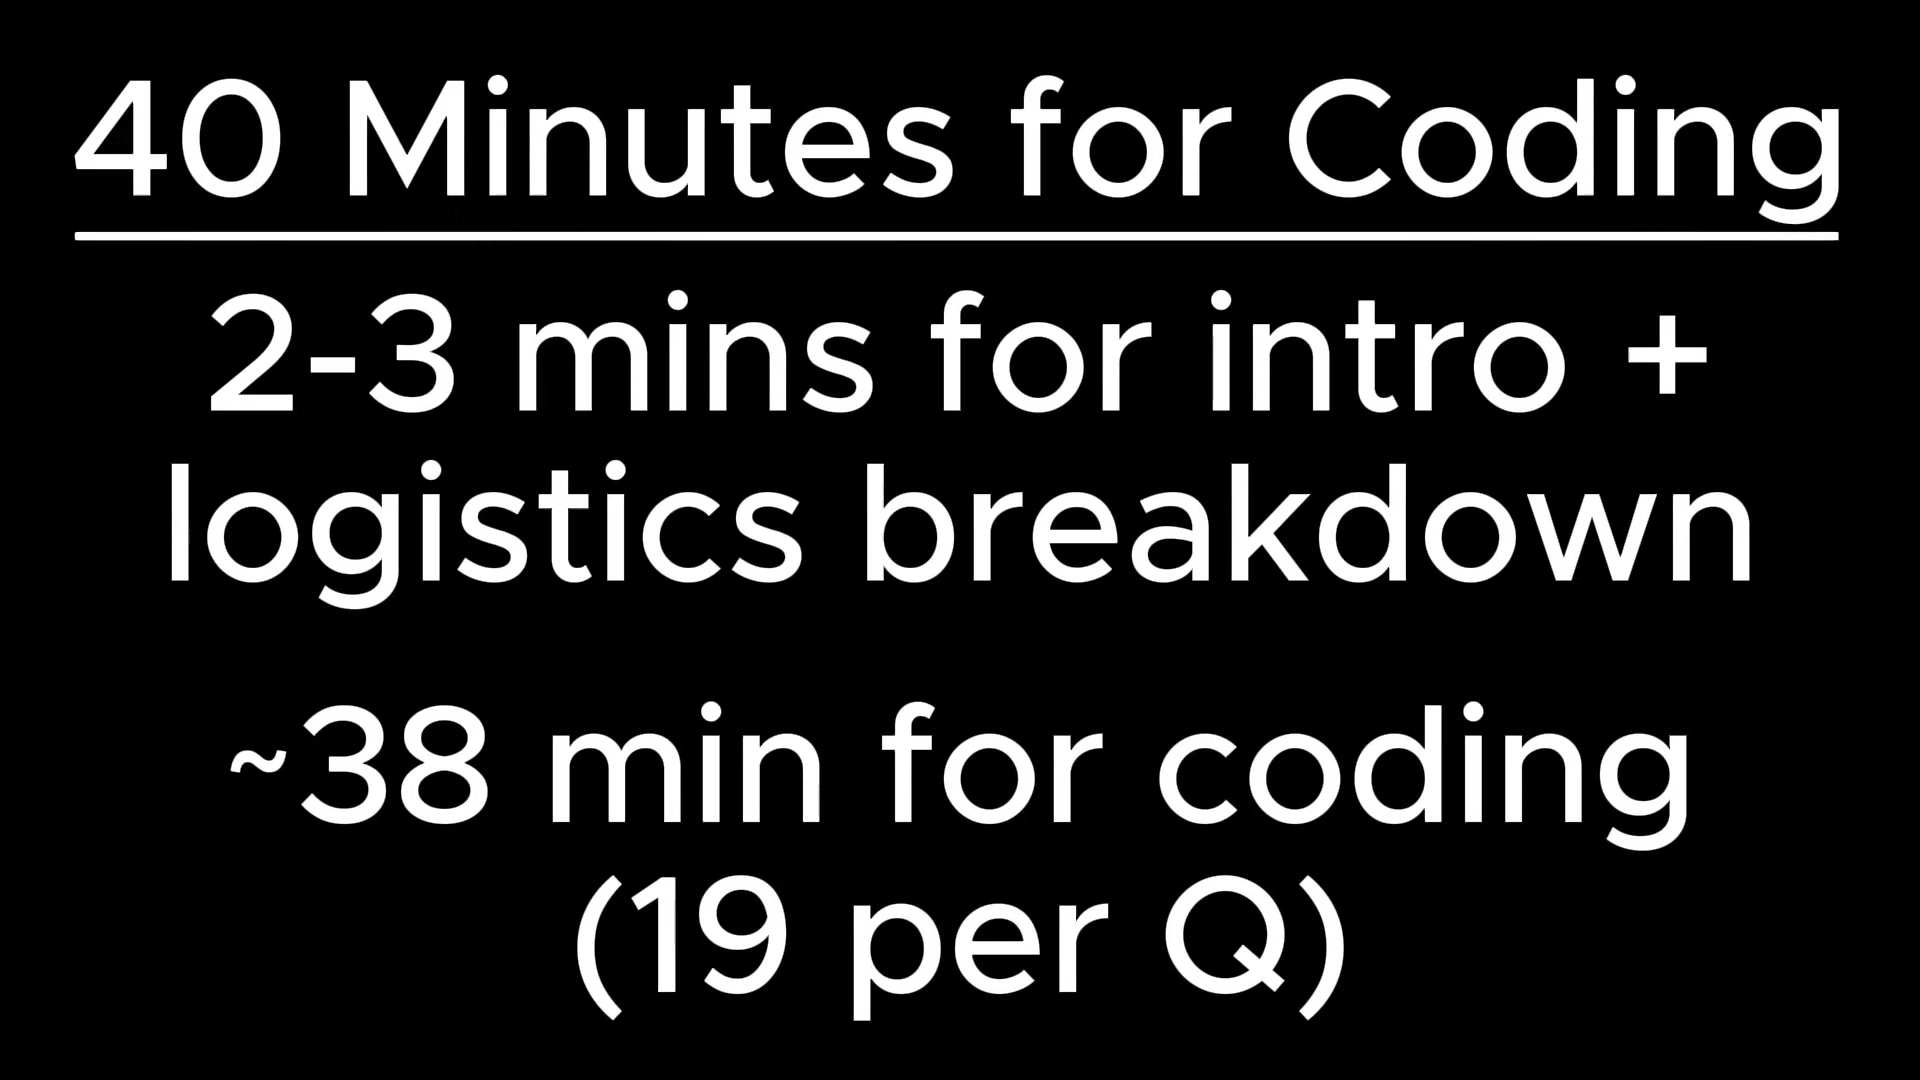 40 Minutes for Coding
2-3 mins for intro +
logistics breakdown
~38 min for coding
(19 per Q)